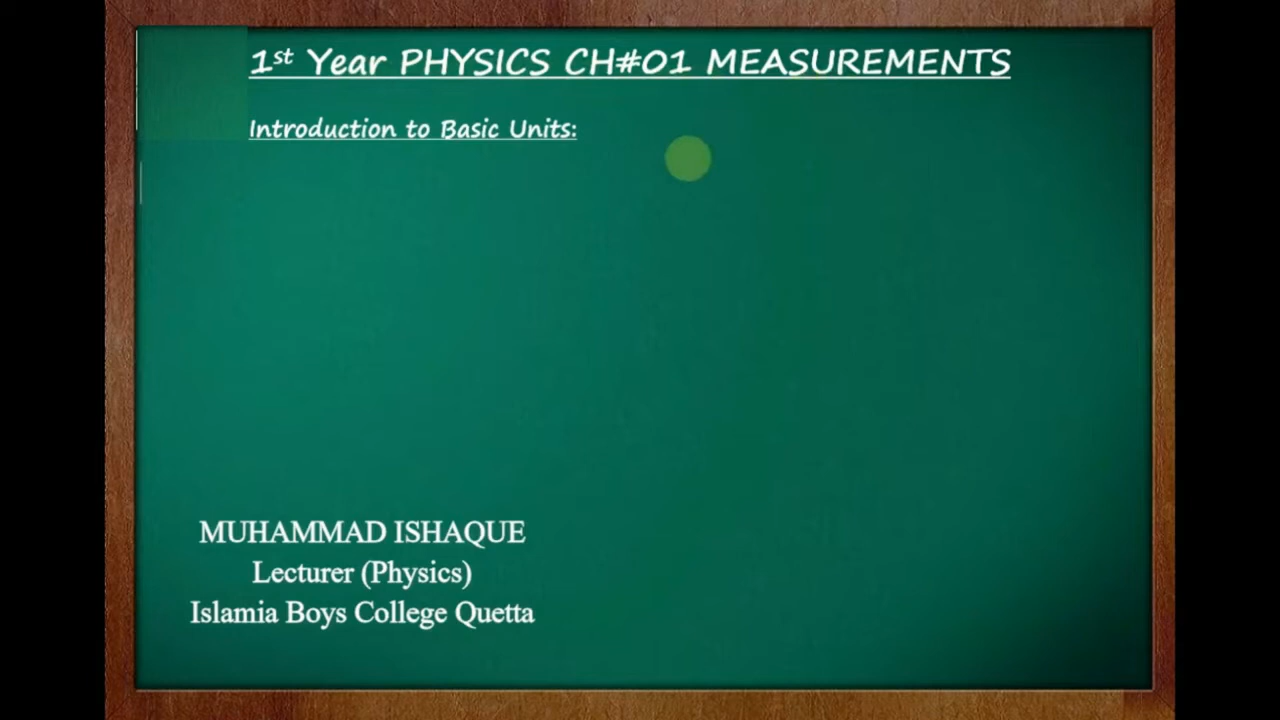 1st Year PHYSICS CH#01 MEASUREMENTS
Introduction to Basic Units:
MUHAMMAD ISHAQUE
Lecturer (Physics)
Islamia Boys College Quetta